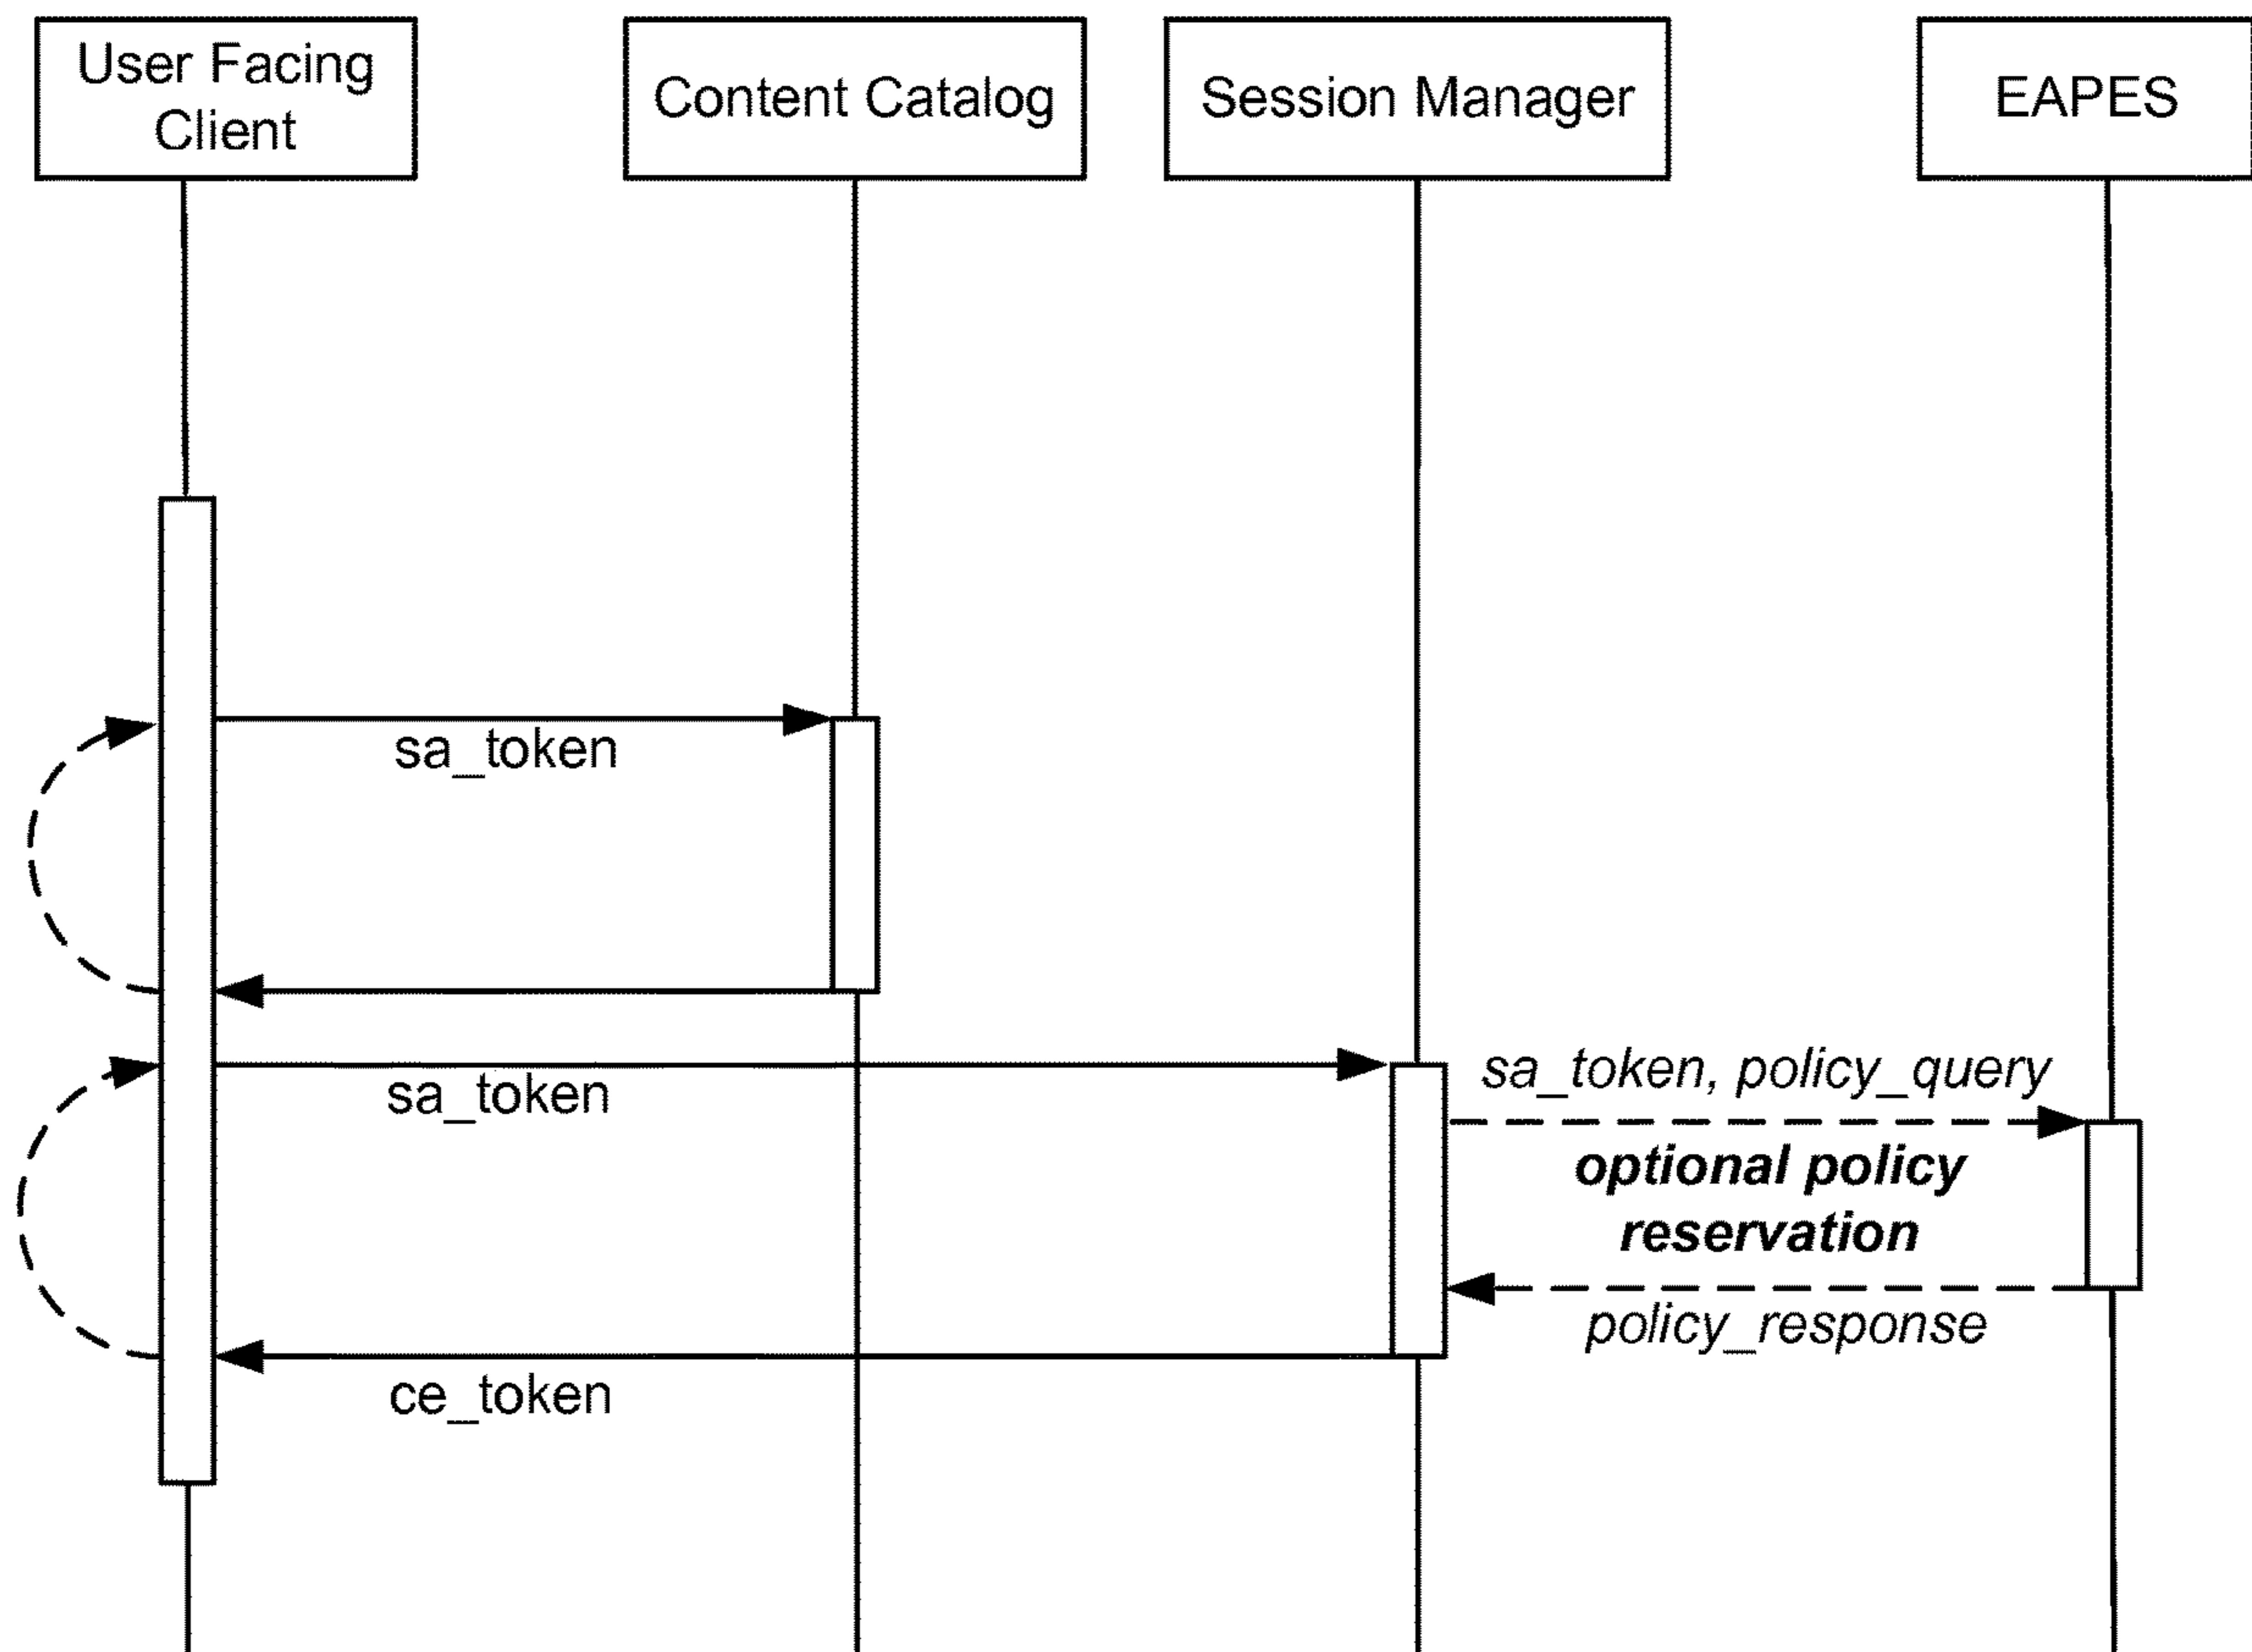 User Facing
Client
Content Catalog
Session Manager
EAPES
sa_token
sa_token
sa_token, policy_query
optional policy
reservation
policy_response
ce_token